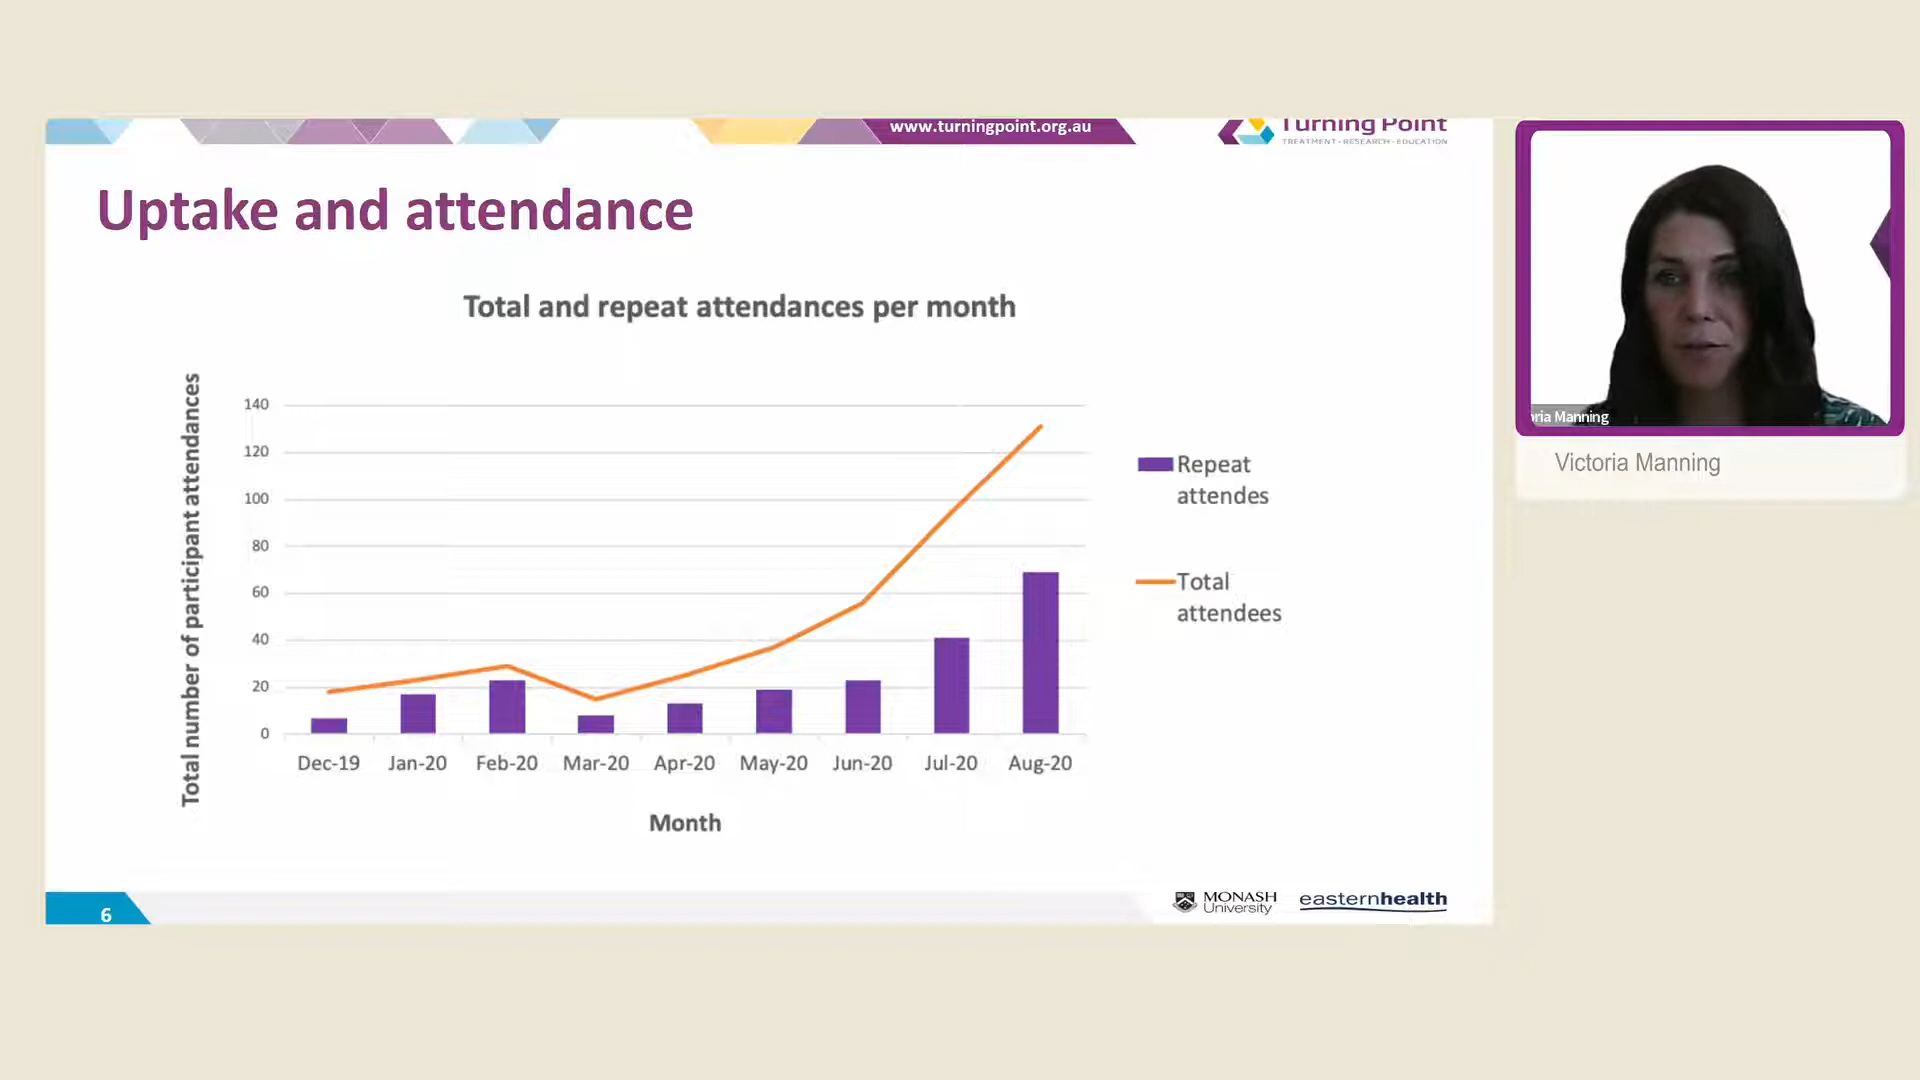 www.turningpoint.org.au
Turning Point
TREATMENT • RESEARCH • EDUCATION
Uptake and attendance
Total and repeat attendances per month
Total number of participant attendances
140
120
100
80
60
40
20
0
Dec-19 Jan-20 Feb-20 Mar-20 Apr-20 May-20 Jun-20 Jul-20 Aug-20
Month
Repeat
attendes
Total
attendees
6
MONASH
University
easternhealth
ria Manning
Victoria Manning